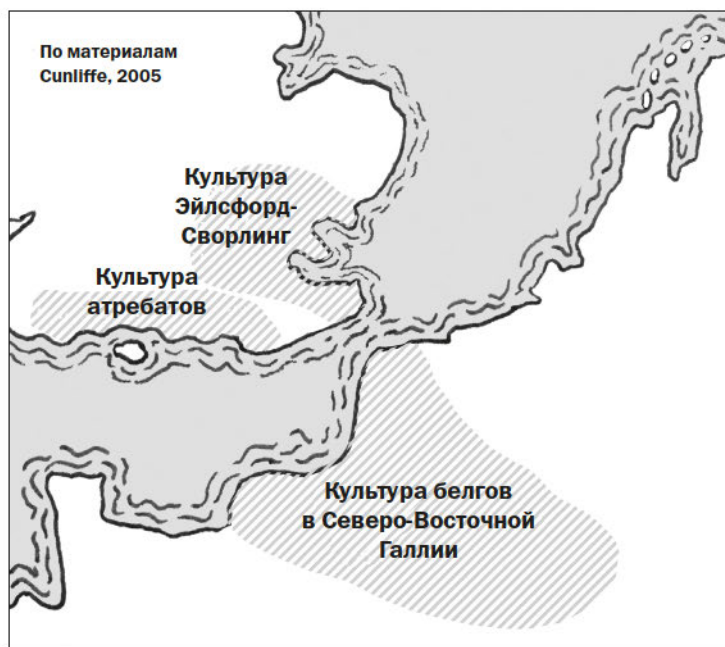 По материалам
Cunliffe, 2005
Культура
Эйлсфорд-
Сворлинг
Культура
атребатов
Культура белгов
в Северо-Восточной
Галлии